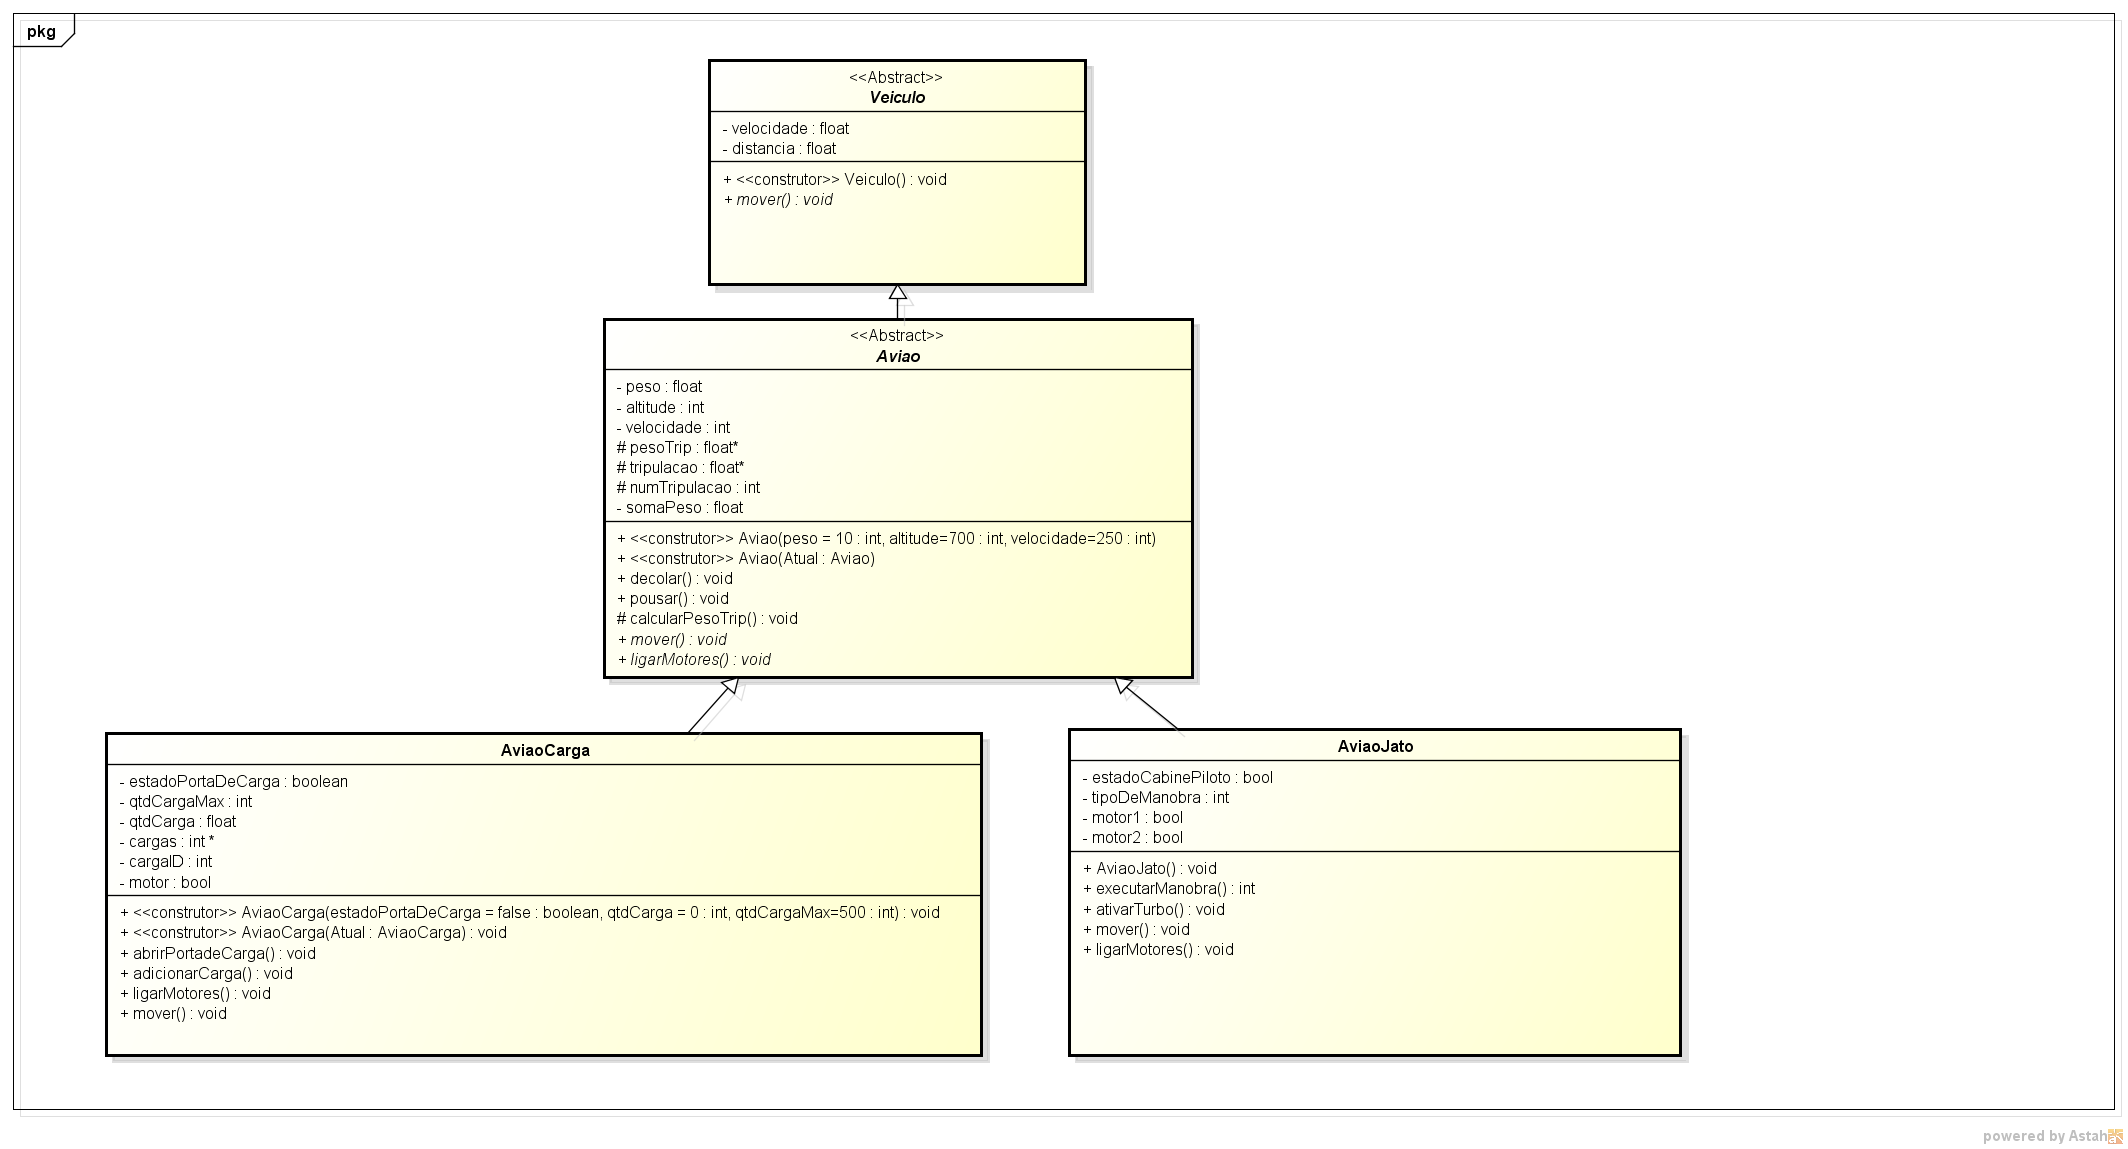 pkg
<<Abstract>>
Veiculo
- velocidade : float
- distancia : float
+ <<construtor>> Veiculo() : void
+ mover() : void
<<Abstract>>
Aviao
- peso : float
- altitude : int
- velocidade : int
# pesoTrip : float*
# tripulacao : float*
# numTripulacao : int
- somaPeso : float
+ <<construtor>> Aviao(peso = 10 : int, altitude=700 : int, velocidade=250 : int)
+ <<construtor>> Aviao(Atual : Aviao)
+ decolar() : void
+ pousar() : void
# calcularPesoTrip() : void
+ mover() : void
+ ligarMotores() : void
AviaoCarga
- estadoPortaDeCarga : boolean
- qtdCargaMax : int
- qtdCarga : float
- cargas : int *
- cargaID : int
- motor : bool
+ <<construtor>> AviaoCarga(estadoPortaDeCarga = false : boolean, qtdCarga = 0 : int, qtdCargaMax=500 : int) : void
+ <<construtor>> AviaoCarga(Atual : AviaoCarga) : void
+ abrirPortadeCarga() : void
+ adicionarCarga() : void
+ ligarMotores() : void
+ mover() : void
AviaoJato
- estadoCabinePiloto : bool
- tipoDeManobra : int
- motor1 : bool
- motor2 : bool
+ AviaoJato() : void
+ executarManobra() : int
+ ativarTurbo() : void
+ mover() : void
+ ligarMotores() : void
powered by Astah